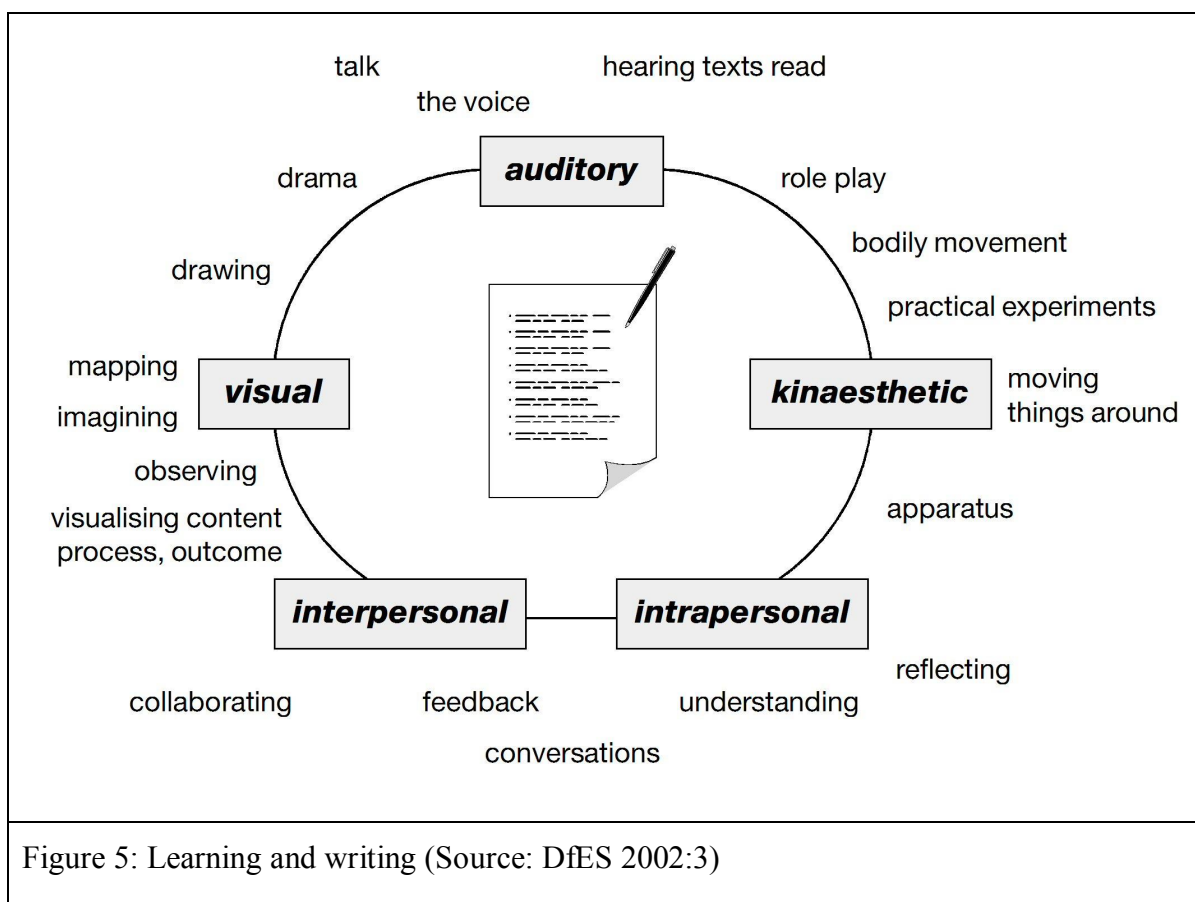 talk
hearing texts read
the voice
auditory
drama
role play
bodily movement
drawing
practical experiments
mapping
visual
kinaesthetic
moving
things around
imagining
observing
apparatus
visualising content
process, outcome
interpersonal
intrapersonal
reflecting
collaborating
feedback
understanding
conversations
Figure 5: Learning and writing (Source: DfES 2002:3)